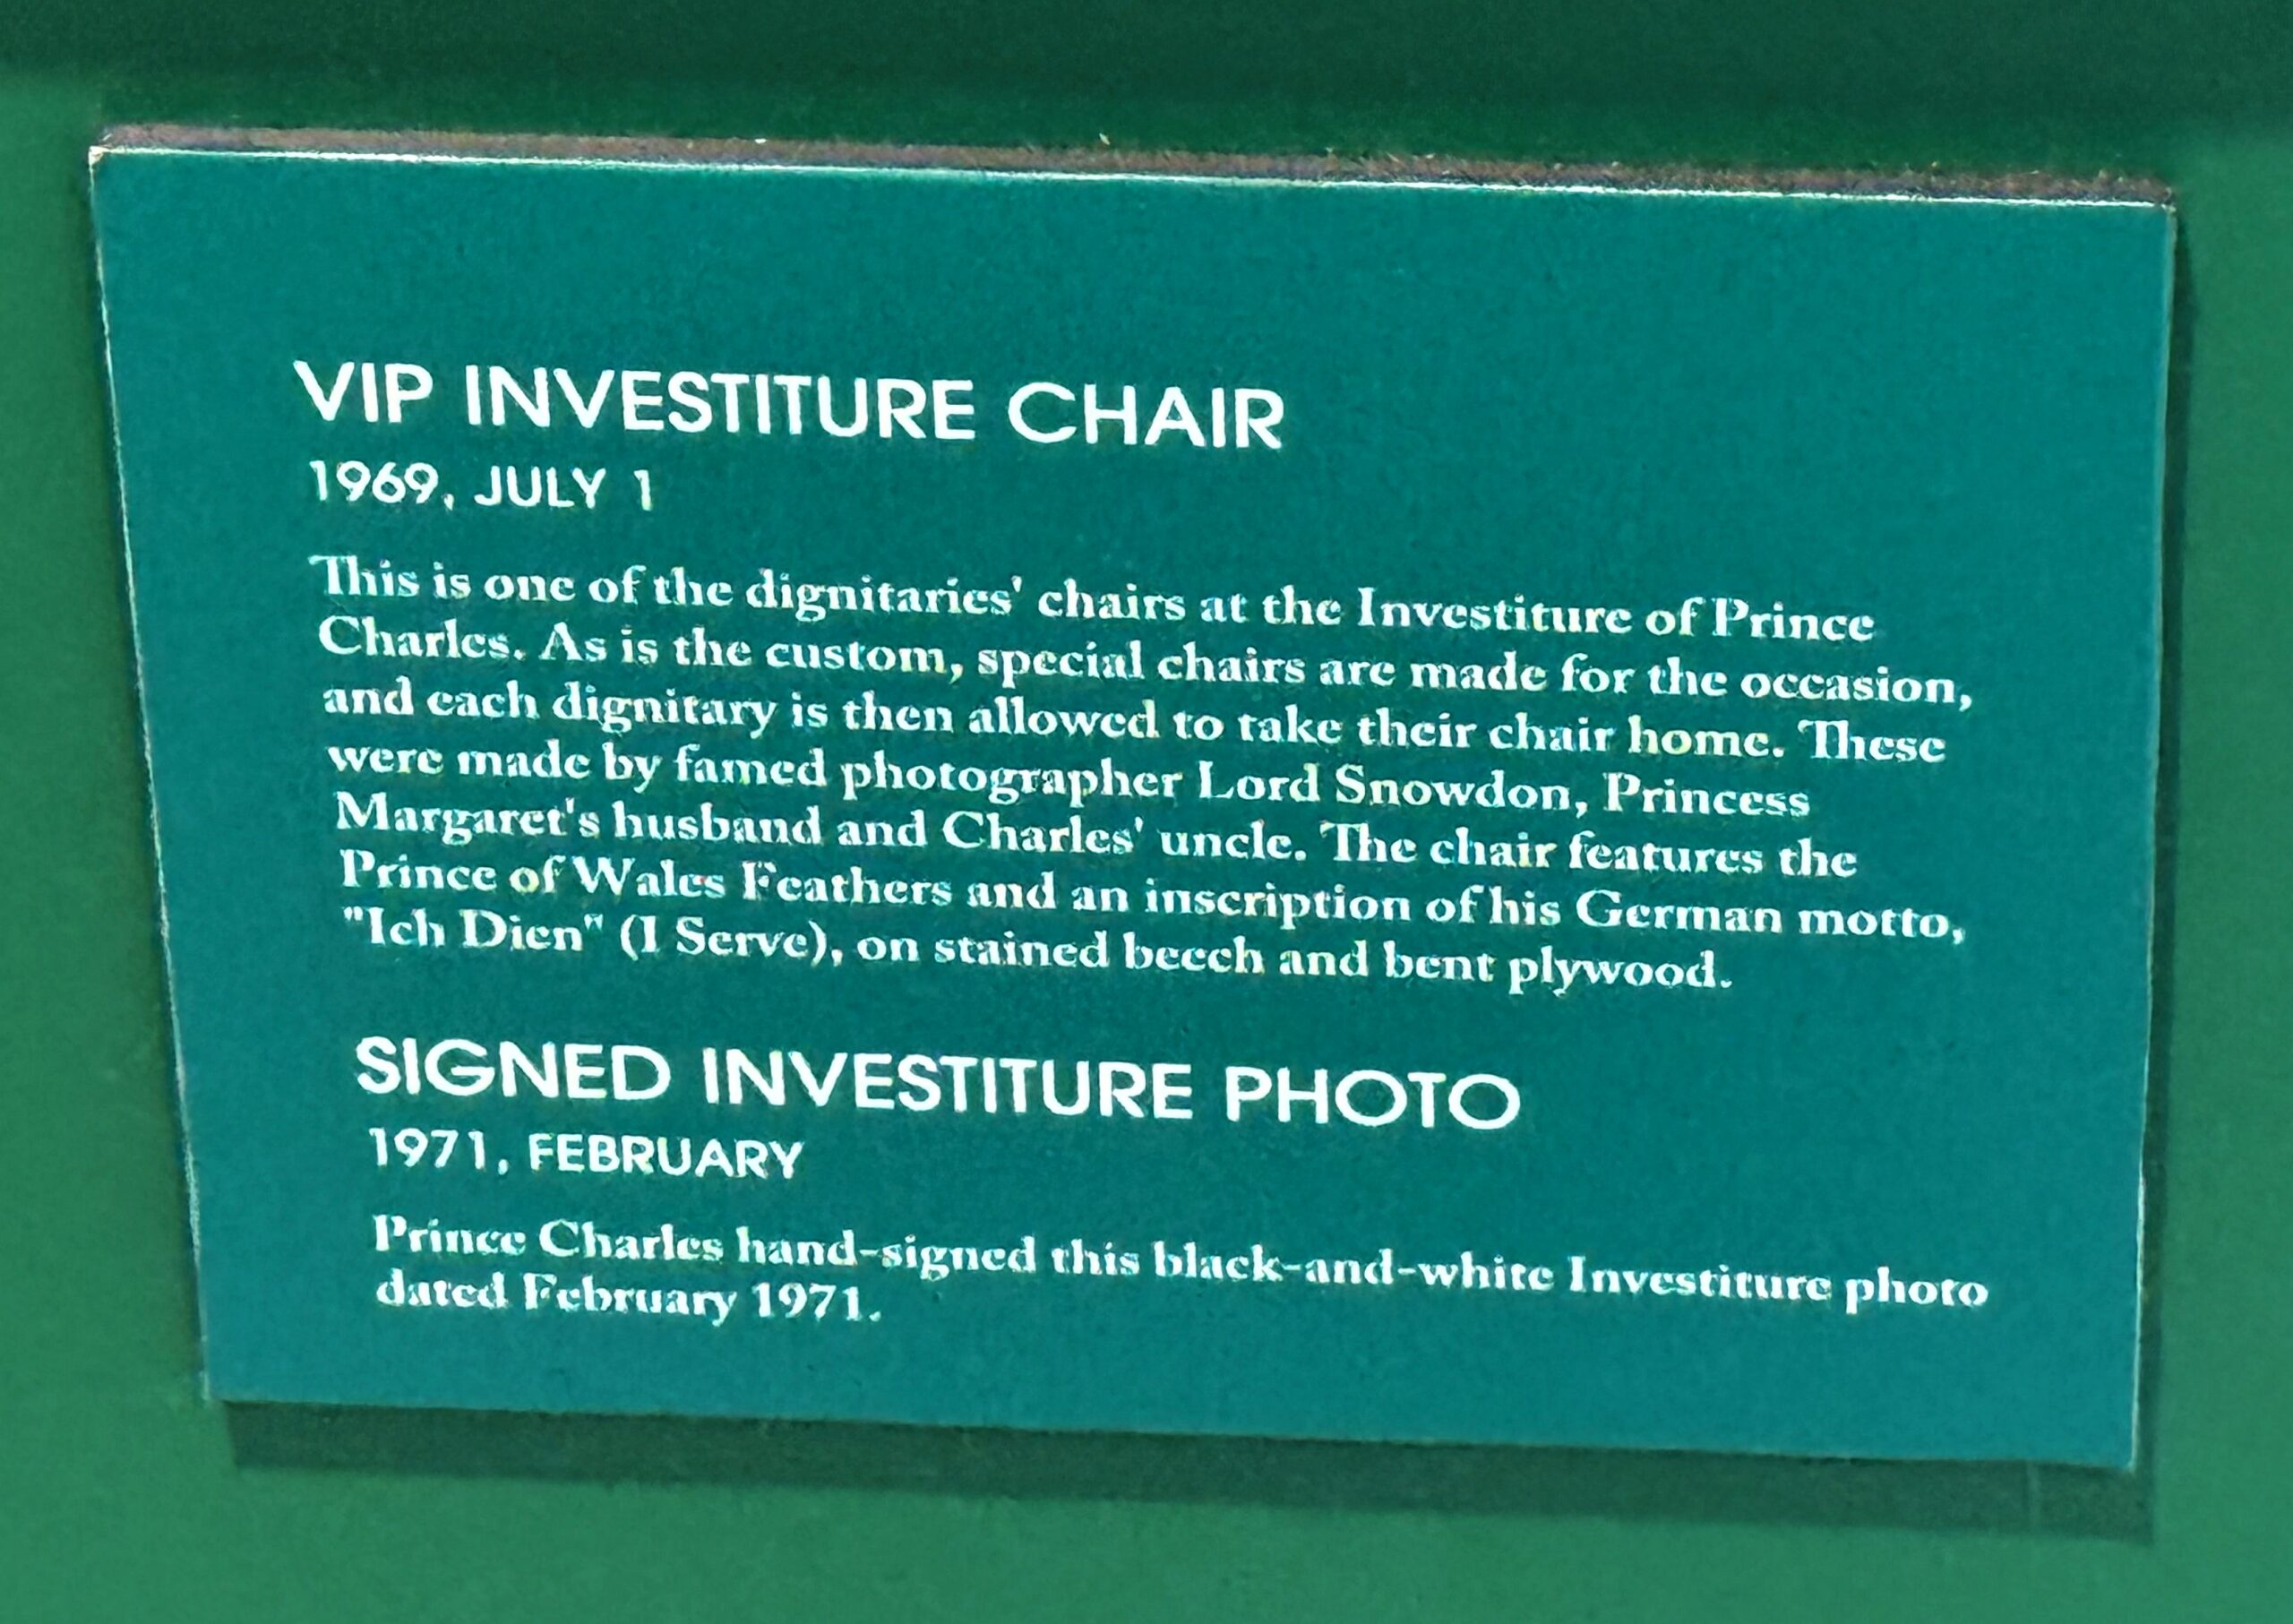 VIP INVESTITURE CHAIR
1969, JULY 1
This is one of the dignitaries' chairs at the Investiture of Prince
Charles. As is the custom, special chairs are made for the occasion,
and each dignitary is then allowed to take their chair home. These
were made by famed photographer Lord Snowdon, Princess
Margaret's husband and Charles' uncle. The chair features the
Prince of Wales Feathers and an inscription of his German motto,
"Ich Dien" (I Serve), on stained beech and bent plywood.
SIGNED INVESTITURE PHOTO
1971, FEBRUARY
Prince Charles hand-signed this black-and-white Investiture photo
dated February 1971.